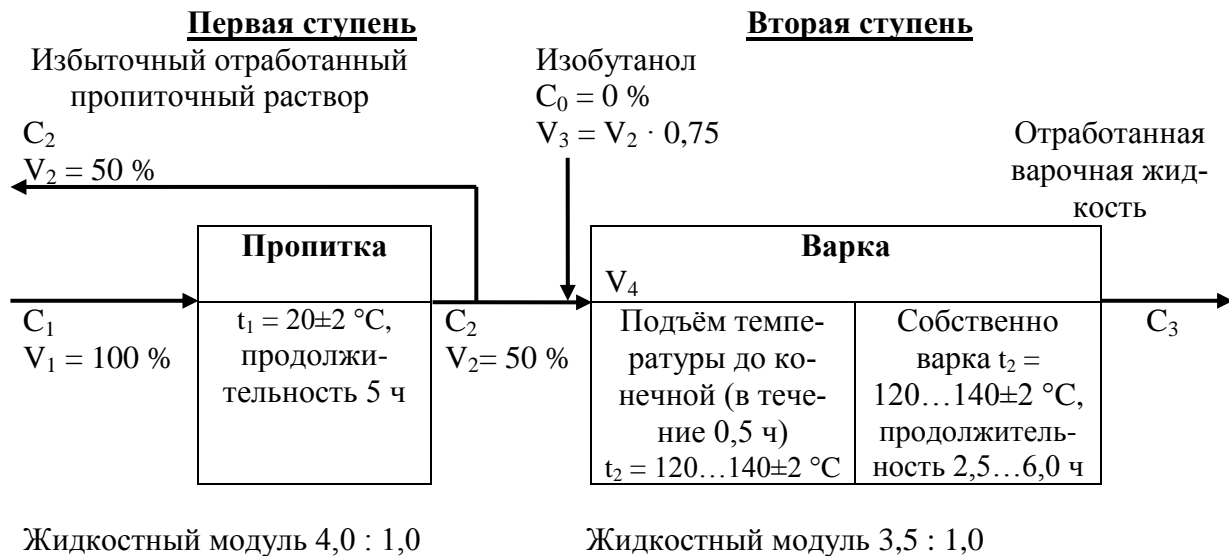 Первая ступень
Избыточный отработанный
пропиточный раствор
C₂
V₂ = 50 %
Вторая ступень
Изобутанол
C₀ = 0 %
V₃ = V₂ · 0,75
Отработанная
варочная жид-
кость
C₁
V₁ = 100 %
Пропитка
t₁ = 20±2 °C,
продолжи-
тельность 5 ч
C₂
V₂= 50 %
Варка
V₄
Подъём темпе-
ратуры до ко-
нечной (в тече-
ние 0,5 ч)
t₂ = 120…140±2 °C
Собственно
варка t₂ =
120…140±2 °C,
продолжитель-
ность 2,5…6,0 ч
C₃
Жидкостный модуль 4,0 : 1,0
Жидкостный модуль 3,5 : 1,0